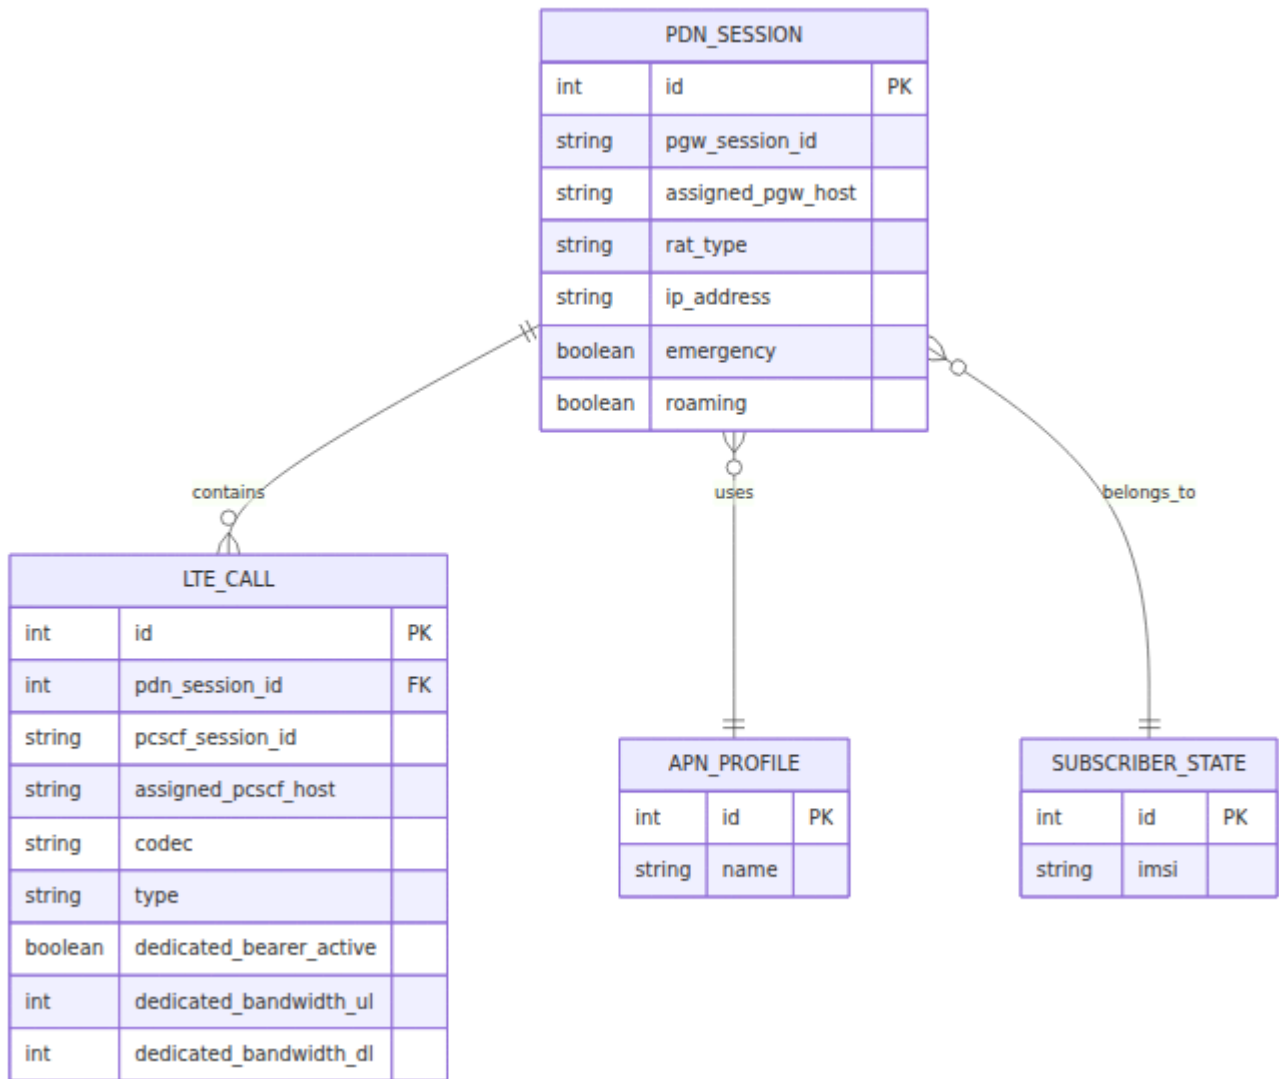 PDN_SESSION
int id PK
string pgw_session_id
string assigned_pgw_host
string rat_type
string ip_address
boolean emergency
boolean roaming
contains
uses
belongs_to
LTE_CALL
int id PK
int pdn_session_id FK
string pcscf_session_id
string assigned_pcscf_host
string codec
string type
boolean dedicated_bearer_active
int dedicated_bandwidth_ul
int dedicated_bandwidth_dl
APN_PROFILE
int id PK
string name
SUBSCRIBER_STATE
int id PK
string imsi